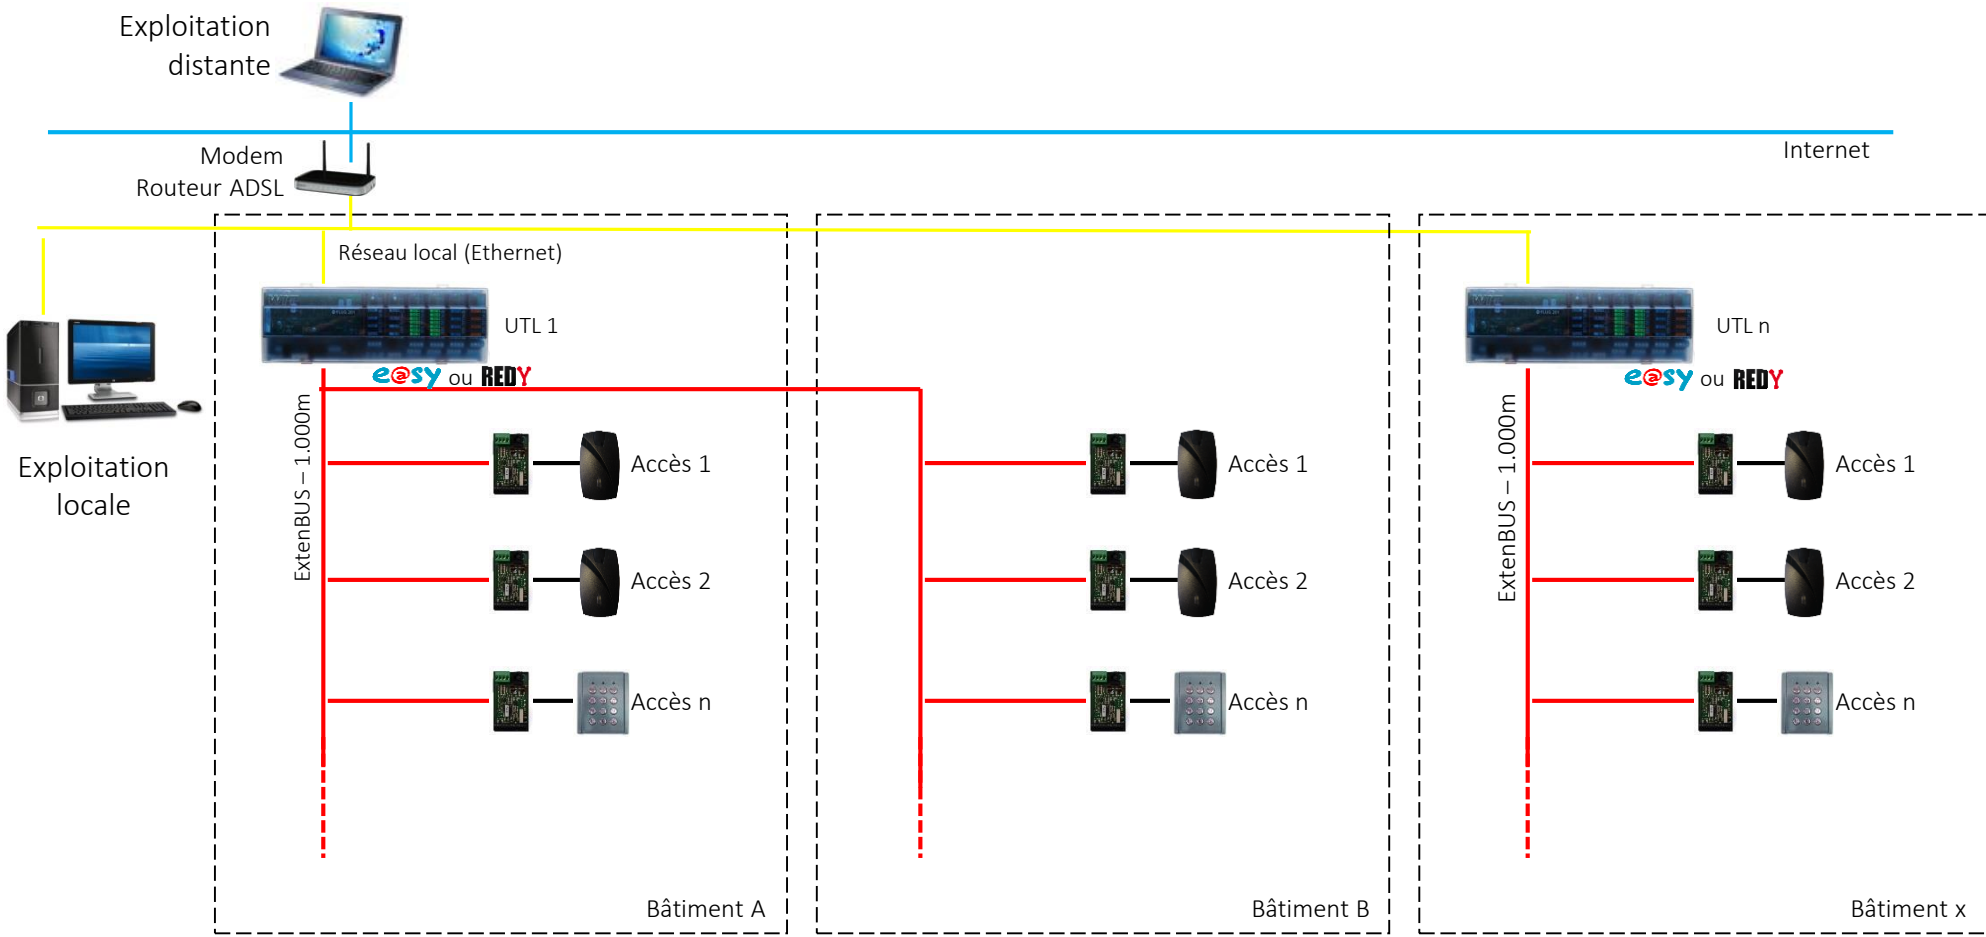 Exploitation
distante
Internet
Modem
Routeur ADSL
Réseau local (Ethernet)
UTL 1
e@sy ou REDY
UTL n
e@sy ou REDY
Exploitation
locale
ExtenBUS – 1.000m
Accès 1
Accès 2
Accès n
Bâtiment A
Accès 1
Accès 2
Accès n
Bâtiment B
ExtenBUS – 1.000m
Accès 1
Accès 2
Accès n
Bâtiment x